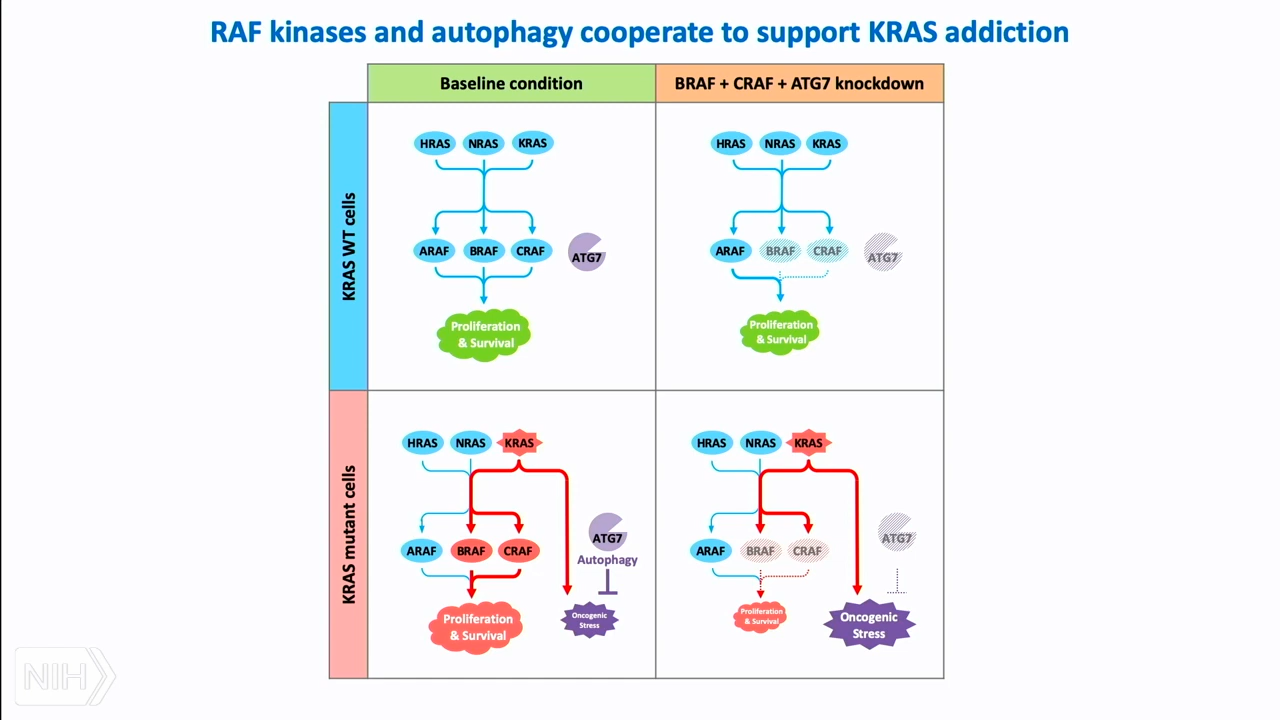 RAF kinases and autophagy cooperate to support KRAS addiction
Baseline condition
BRAF + CRAF + ATG7 knockdown
KRAS WT cells
HRAS NRAS KRAS
ARAF BRAF CRAF ATG7
Proliferation
& Survival
HRAS NRAS KRAS
ARAF BRAF CRAF ATG7
Proliferation
& Survival
KRAS mutant cells
HRAS NRAS KRAS
ATG7
ARAF BRAF CRAF
Autophagy
Proliferation
& Survival
Oncogenic
Stress
HRAS NRAS KRAS
ATG7
ARAF BRAF CRAF
Proliferation
& Survival
Oncogenic
Stress
NIH